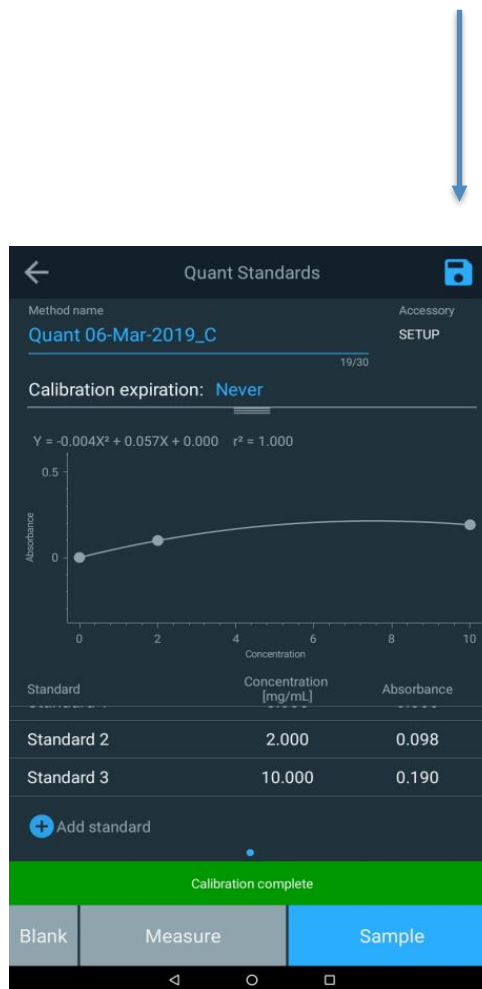 Quant Standards
Method name
Accessory
Quant 06-Mar-2019_C
SETUP
19/30
Calibration expiration: Never
Y = -0.004X² + 0.057X + 0.000 r² = 1.000
0.5
Absorbance
0
0 2 4 6 8 10
Concentration
Standard Concentration [mg/mL] Absorbance
Standard 2 2.000 0.098
Standard 3 10.000 0.190
+ Add standard
Calibration complete
Blank Measure Sample